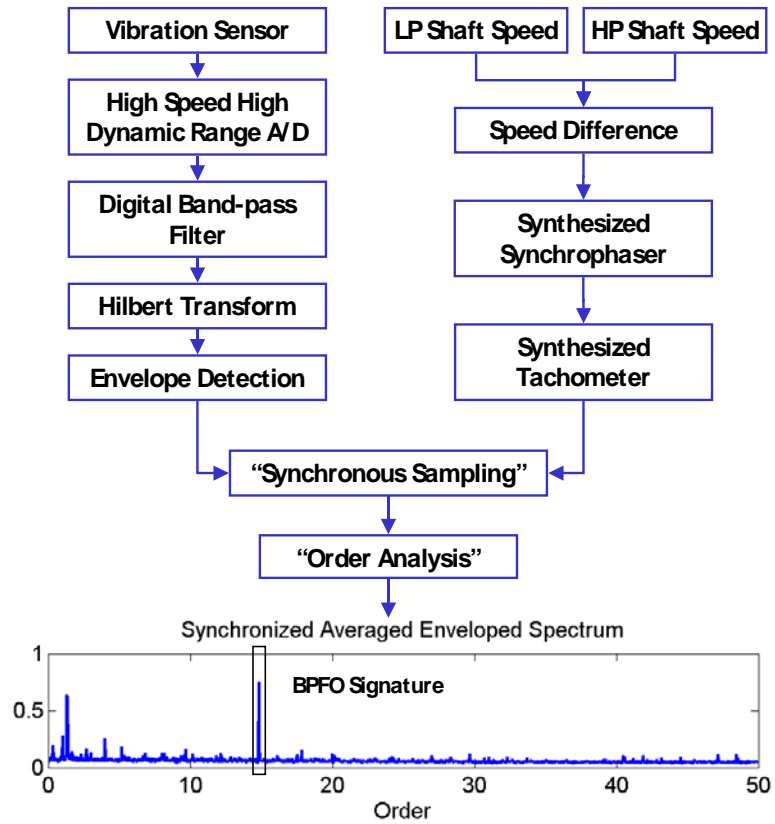 Vibration Sensor
High Speed High
Dynamic Range A/D
Digital Band-pass
Filter
Hilbert Transform
Envelope Detection
LP Shaft Speed
HP Shaft Speed
Speed Difference
Synthesized
Synchrophaser
Synthesized
Tachometer
“Synchronous Sampling”
“Order Analysis”
Synchronized Averaged Enveloped Spectrum
1
0.5
0
BPFO Signature
0 10 20 30 40 50
Order